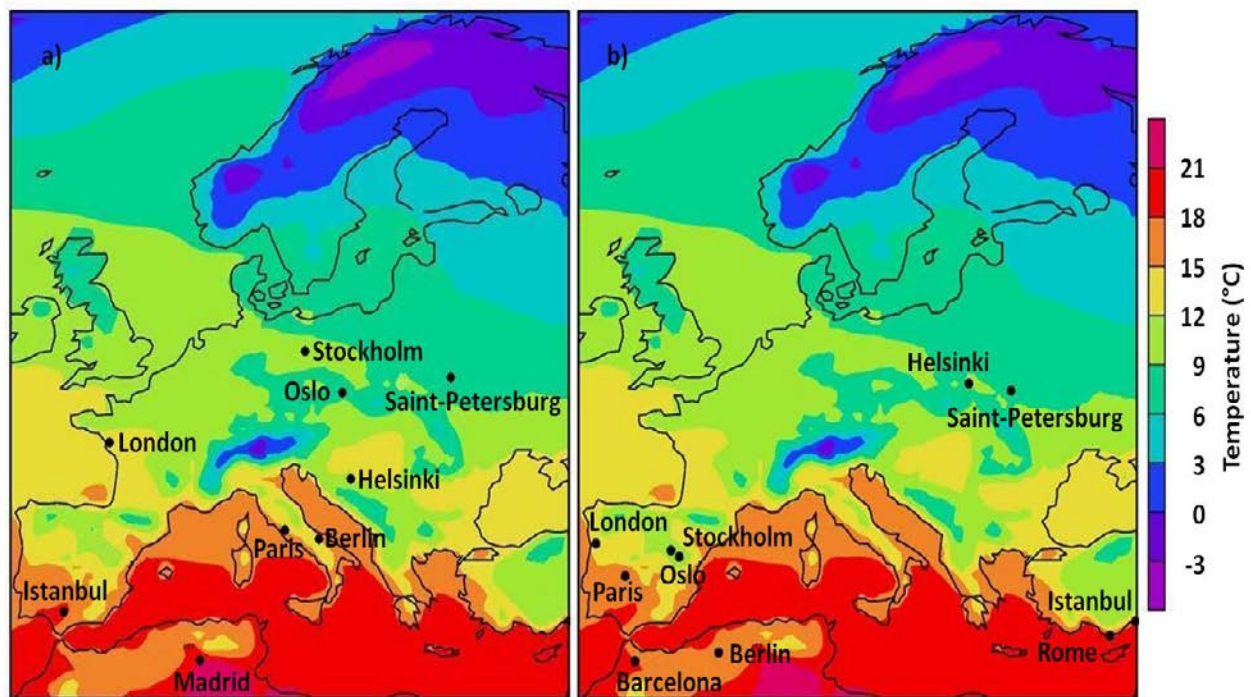 a)
Stockholm
Oslo
Saint-Petersburg
London
Helsinki
Paris
Berlin
Istanbul
Madrid
b)
Helsinki
Saint-Petersburg
London
Stockholm
Oslo
Paris
Istanbul
Berlin
Rome
Barcelona
21
18
15
12
9
6
3
0
-3
Temperature (°C)